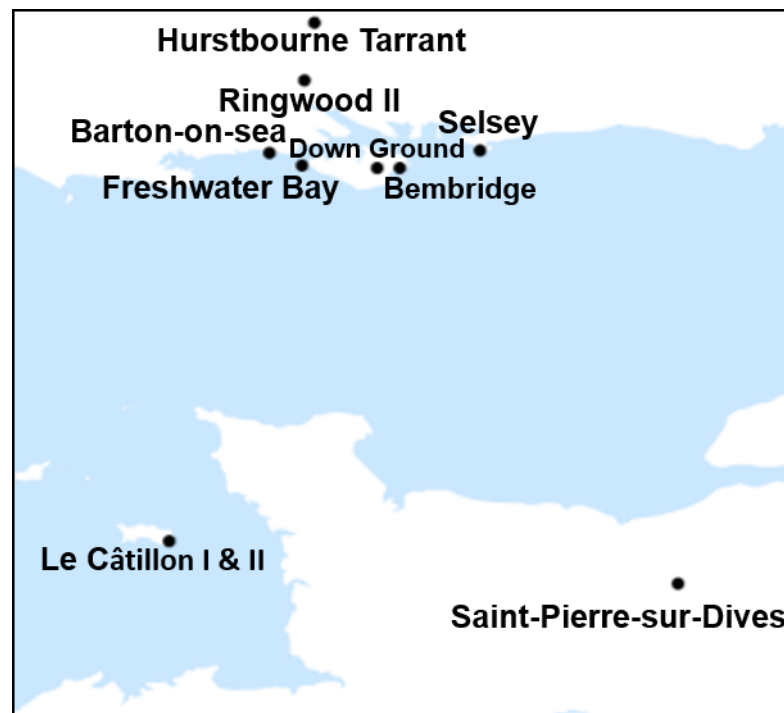 Hurstbourne Tarrant
Ringwood II
Barton-on-sea
Selsey
Down Ground
Freshwater Bay
Bembridge
Le Câtillon I & II
Saint-Pierre-sur-Dives